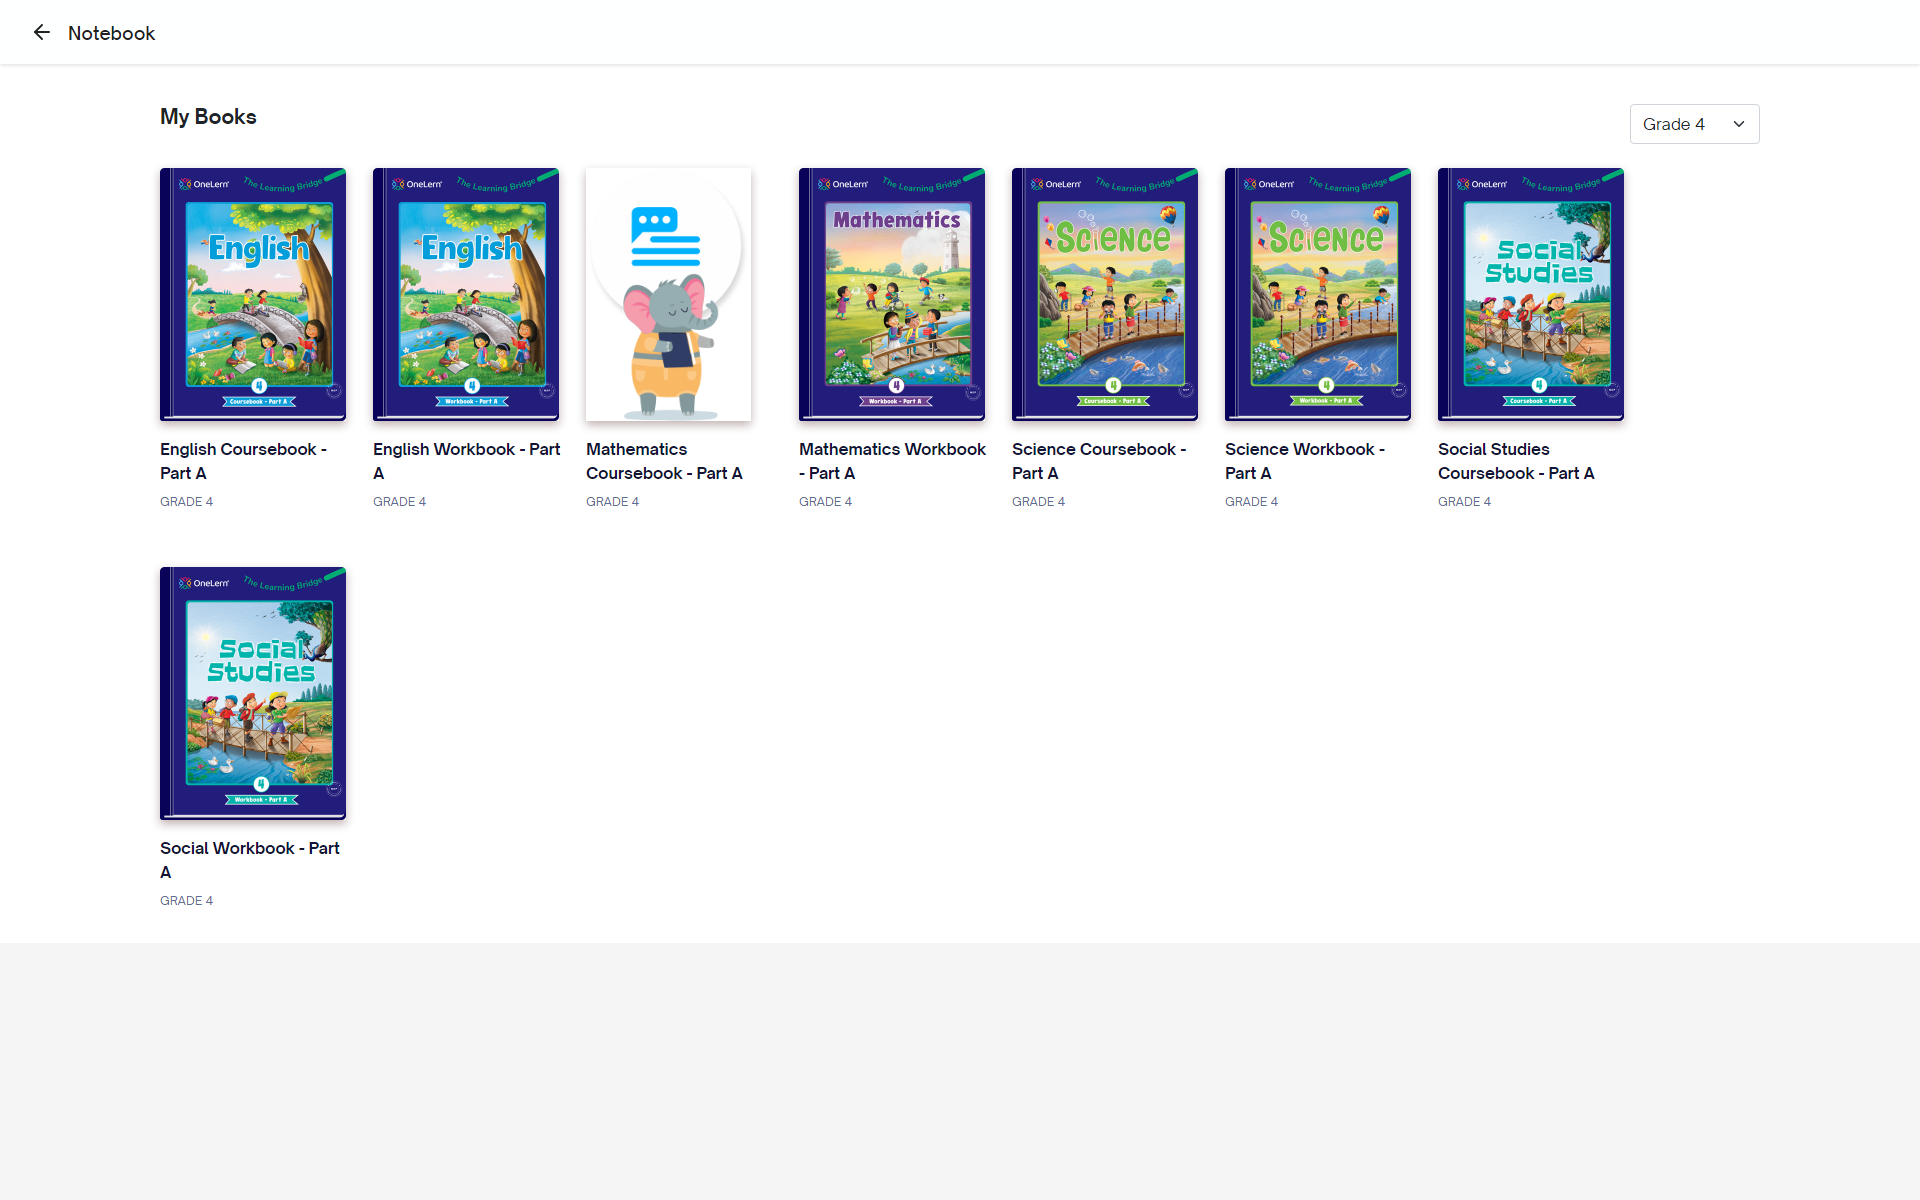 Notebook
My Books
Grade 4
OneLern
The Learning Bridge
English
4
Coursebook - Part A
English Coursebook -
Part A
GRADE 4
OneLern
The Learning Bridge
English
4
Workbook - Part A
English Workbook - Part
A
GRADE 4
Mathematics
Coursebook - Part A
GRADE 4
OneLern
The Learning Bridge
Mathematics
4
Workbook - Part A
Mathematics Workbook
- Part A
GRADE 4
OneLern
The Learning Bridge
Science
4
Coursebook - Part A
Science Coursebook -
Part A
GRADE 4
OneLern
The Learning Bridge
Science
4
Workbook - Part A
Science Workbook -
Part A
GRADE 4
OneLern
The Learning Bridge
Social
Studies
4
Coursebook - Part A
Social Studies
Coursebook - Part A
GRADE 4
OneLern
The Learning Bridge
Social
Studies
4
Workbook - Part A
Social Workbook - Part
A
GRADE 4